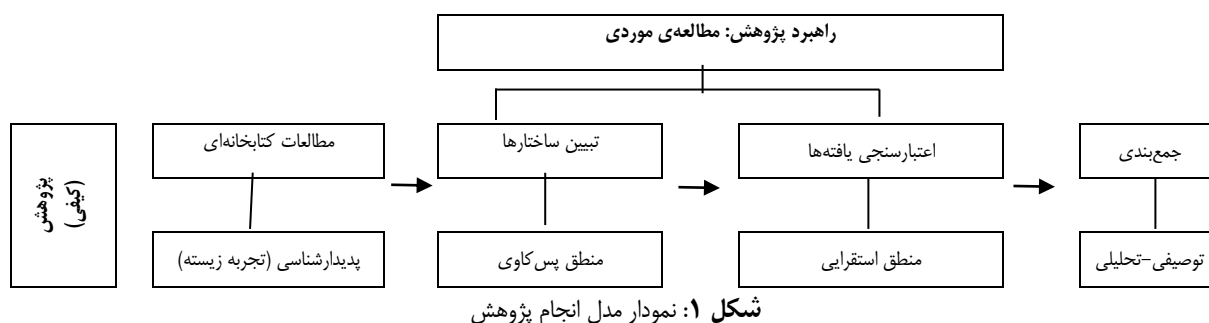 راهبرد پژوهش: مطالعه‌ی موردی
پژوهش
(کیفی)
مطالعات کتابخانه‌ای
تبیین ساختارها
اعتبارسنجی یافته‌ها
جمع‌بندی
پدیدارشناسی (تجربه زیسته)
منطق پس‌کاوی
منطق استقرایی
توصیفی-تحلیلی
شکل ۱: نمودار مدل انجام پژوهش